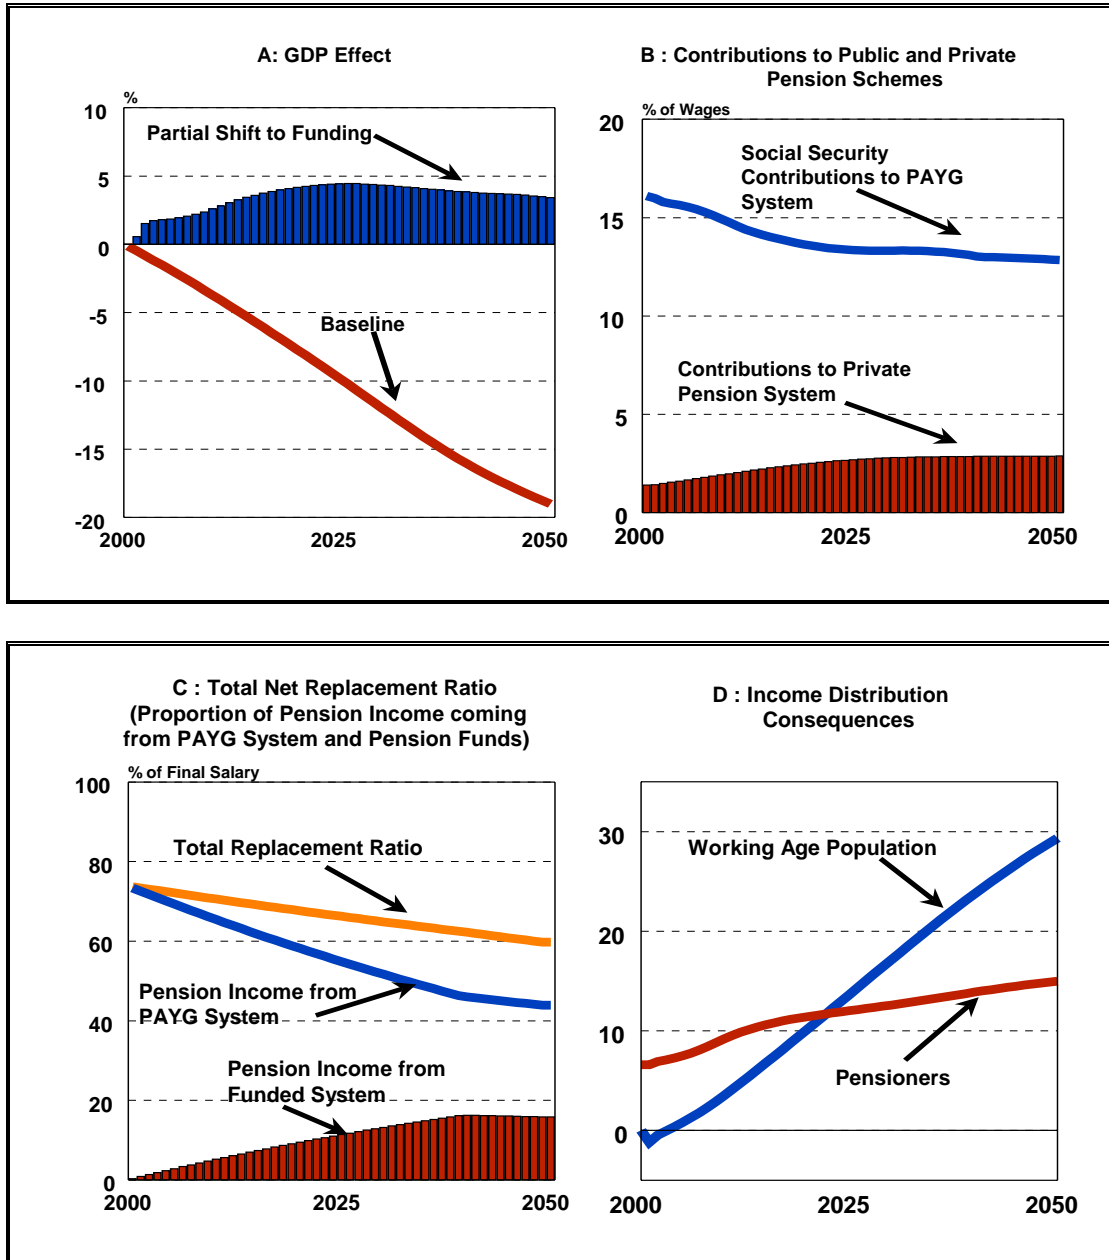 A: GDP Effect
%
10
5
0
-5
-10
-15
-20
Partial Shift to Funding
Baseline
2000
2025
2050
B : Contributions to Public and Private
Pension Schemes
% of Wages
20
15
10
5
0
Social Security
Contributions to PAYG
System
Contributions to Private
Pension System
2000
2025
2050
C : Total Net Replacement Ratio
(Proportion of Pension Income coming
from PAYG System and Pension Funds)
% of Final Salary
100
80
60
40
20
0
Total Replacement Ratio
Pension Income from
PAYG System
Pension Income from
Funded System
2000
2025
2050
D : Income Distribution
Consequences
30
20
10
0
Working Age Population
Pensioners
2000
2025
2050